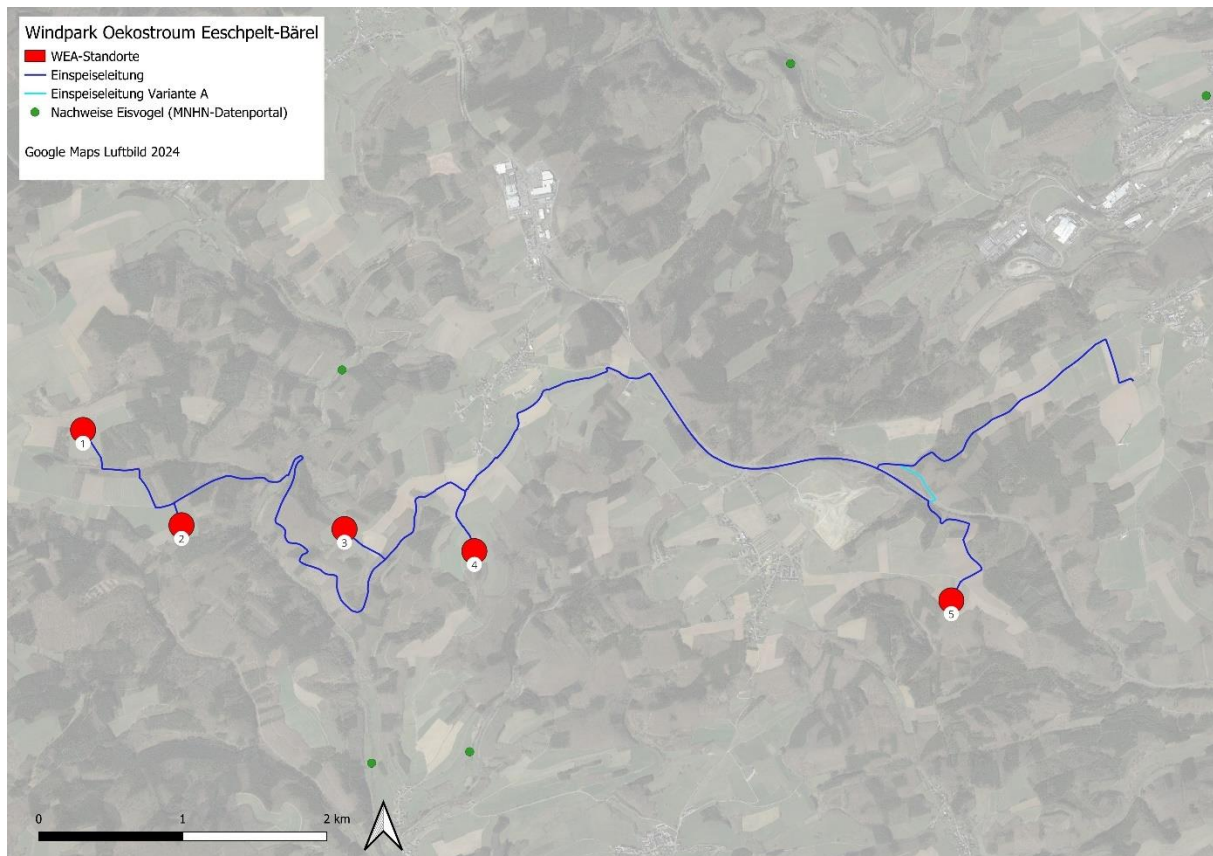 Windpark Oekostroum Eeschpelt-Bärel
WEA-Standorte
Einspeiseleitung
Einspeiseleitung Variante A
Nachweise Eisvogel (MNHN-Datenportal)
Google Maps Luftbild 2024
1
2
3
4
5
0 1 2 km